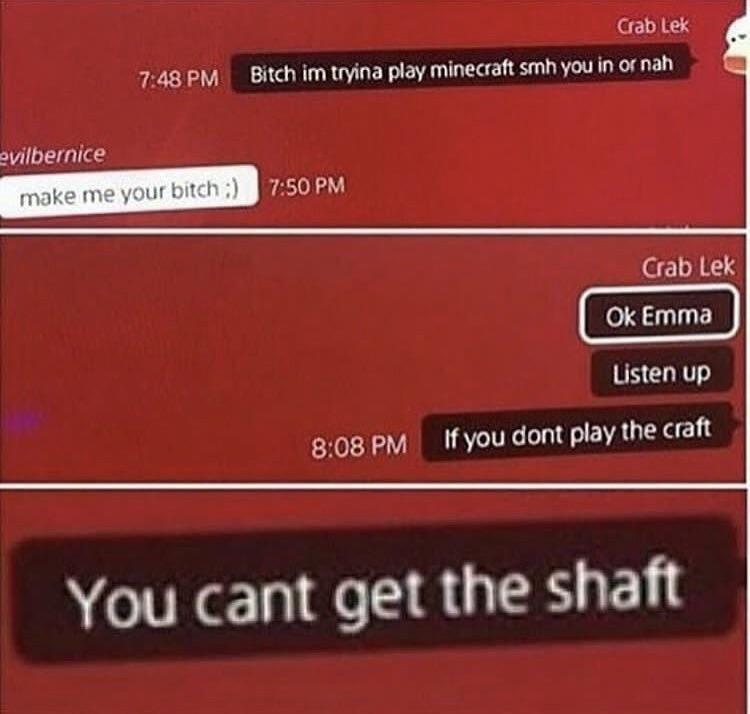 Crab Lek
7:48 PM Bitch im tryina play minecraft smh you in or nah
evilbernice
make me your bitch ;) 7:50 PM
Crab Lek
Ok Emma
Listen up
8:08 PM If you dont play the craft
You cant get the shaft